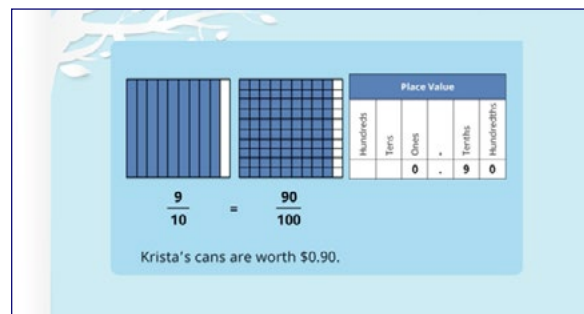 Place Value
Hundreds
Tens
Ones
.
Tenths
Hundredths
0 . 9 0
9
10
=
90
100
Krista's cans are worth $0.90.